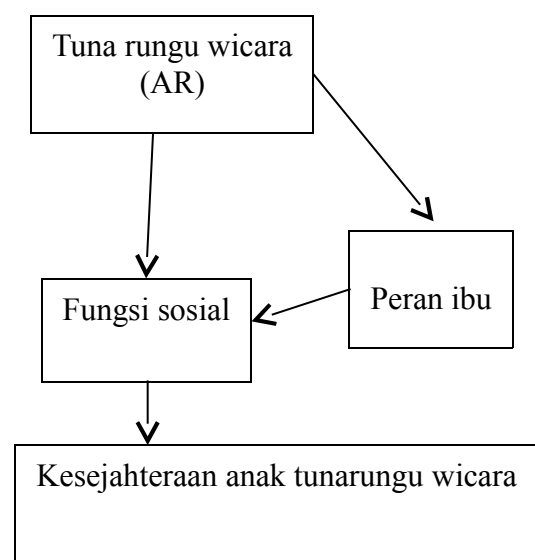 Tuna rungu wicara
(AR)
Fungsi sosial
Peran ibu
Kesejahteraan anak tunarungu wicara